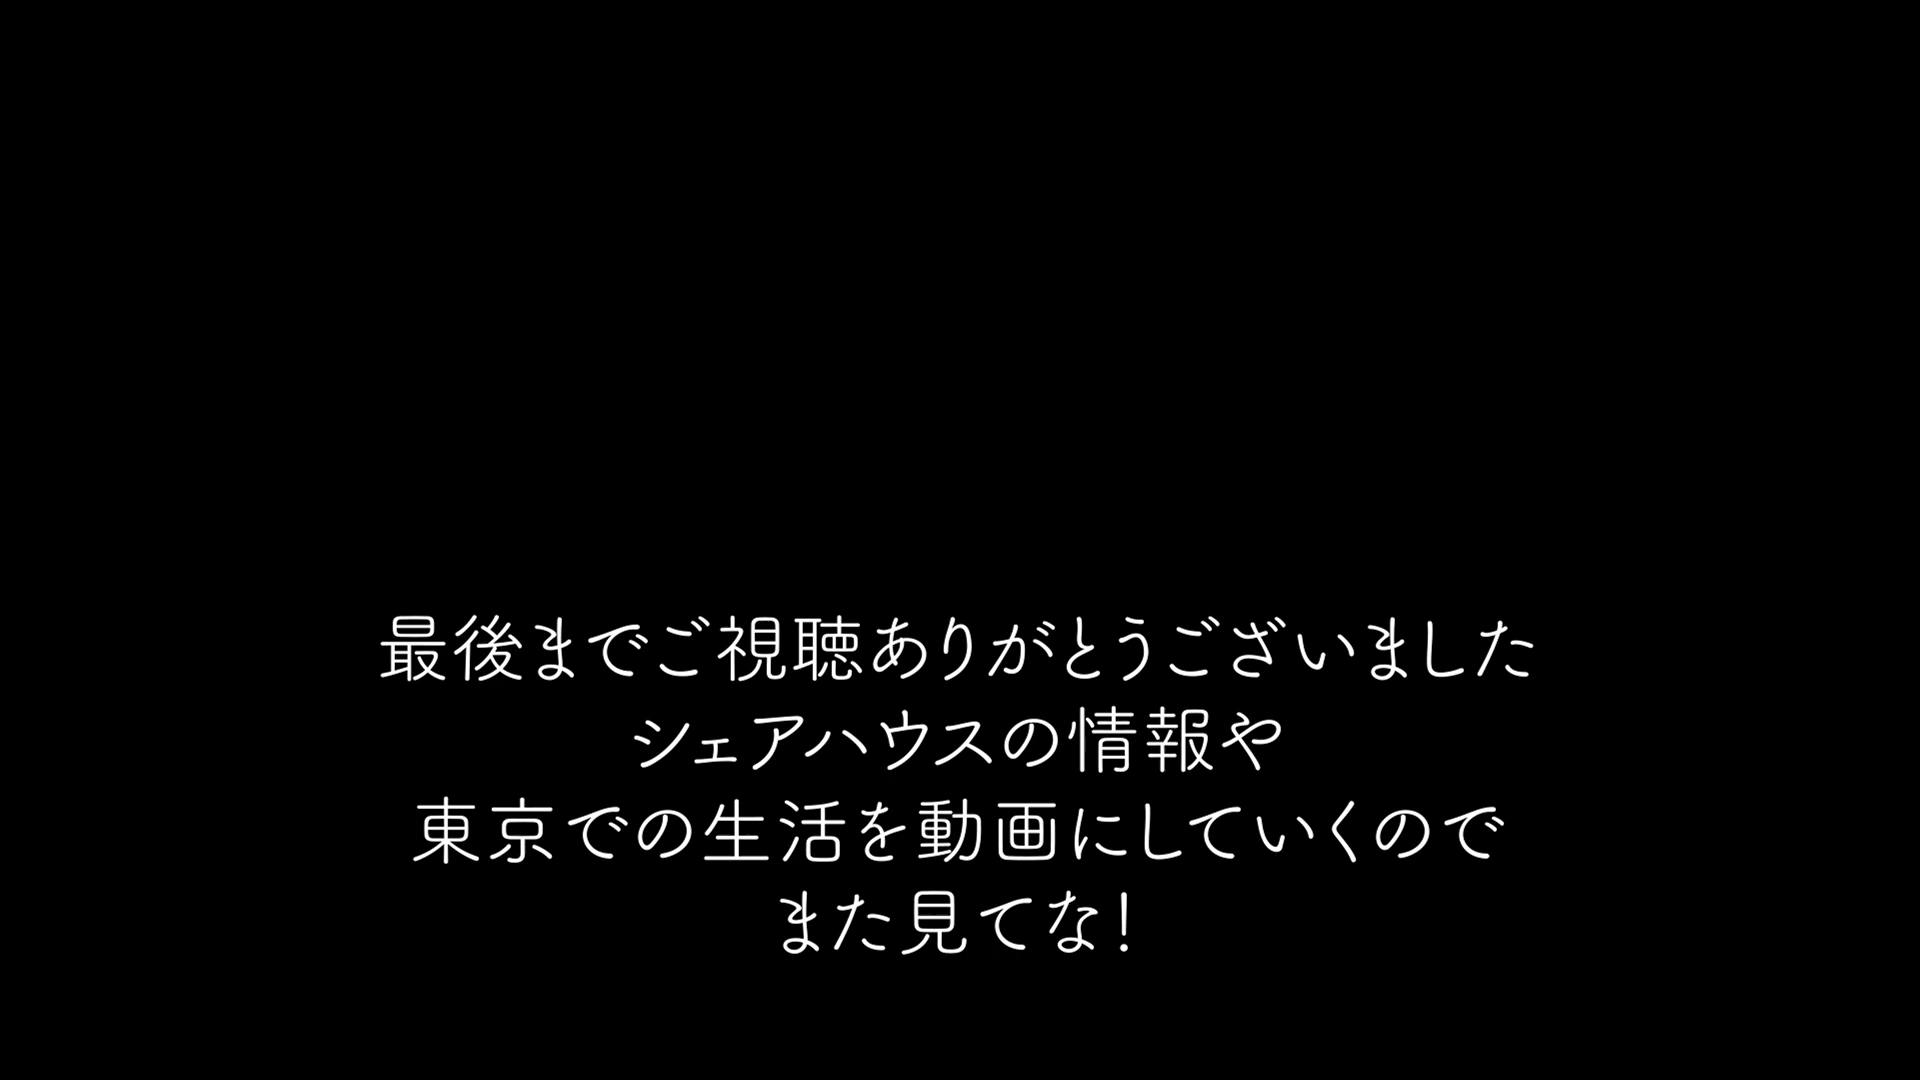 最後までご視聴ありがとうございました
シェアハウスの情報や
東京での生活を動画にしていくので
また見てな!